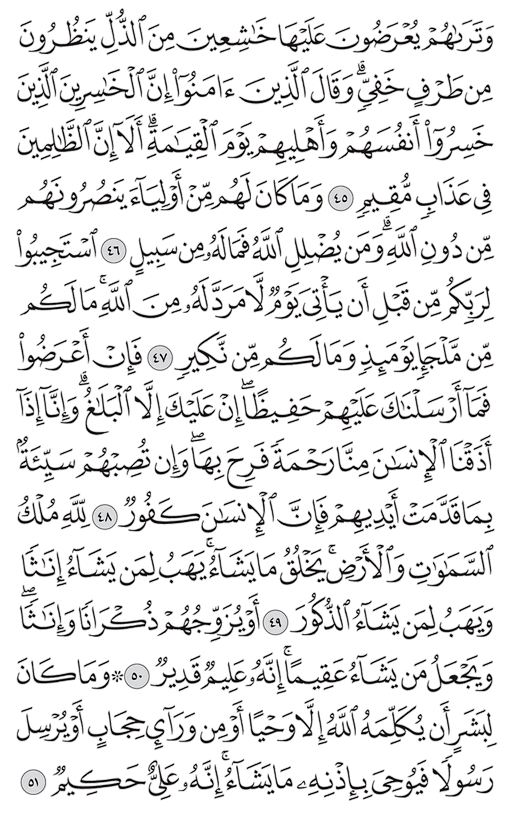 وَتَرَىٰهُمْ يُعْرَضُونَ عَلَيْهَا خَـٰشِعِينَ مِنَ ٱلذُّلِّ يَنظُرُونَ
مِن طَرْفٍ خَفِىٍّ ۗ وَقَالَ ٱلَّذِينَ ءَامَنُوٓا۟ إِنَّ ٱلْخَـٰسِرِينَ ٱلَّذِينَ
خَسِرُوٓا۟ أَنفُسَهُمْ وَأَهْلِيهِمْ يَوْمَ ٱلْقِيَـٰمَةِ ۗ أَلَآ إِنَّ ٱلظَّـٰلِمِينَ
فِى عَذَابٍ مُّقِيمٍ ٤٥ وَمَا كَانَ لَهُم مِّنْ أَوْلِيَآءَ يَنصُرُونَهُم
مِّن دُونِ ٱللَّهِ ۗ وَمَن يُضْلِلِ ٱللَّهُ فَمَا لَهُۥ مِن سَبِيلٍ ٤٦ ٱسْتَجِيبُوا۟
لِرَبِّكُم مِّن قَبْلِ أَن يَأْتِىَ يَوْمٌ لَّا مَرَدَّ لَهُۥ مِنَ ٱللَّهِ ۚ مَا لَكُم
مِّن مَّلْجَإٍ يَوْمَئِذٍ وَمَا لَكُم مِّن نَّكِيرٍ ٤٧ فَإِنْ أَعْرَضُوا۟
فَمَآ أَرْسَلْنَـٰكَ عَلَيْهِمْ حَفِيظًا ۖ إِنْ عَلَيْكَ إِلَّا ٱلْبَلَـٰغُ ۗ وَإِنَّآ إِذَآ
أَذَقْنَا ٱلْإِنسَـٰنَ مِنَّا رَحْمَةً فَرِحَ بِهَا ۖ وَإِن تُصِبْهُمْ سَيِّئَةٌۢ
بِمَا قَدَّمَتْ أَيْدِيهِمْ فَإِنَّ ٱلْإِنسَـٰنَ كَفُورٌ ٤٨ لِّلَّهِ مُلْكُ
ٱلسَّمَـٰوَٰتِ وَٱلْأَرْضِ ۚ يَخْلُقُ مَا يَشَآءُ ۚ يَهَبُ لِمَن يَشَآءُ إِنَـٰثًا
وَيَهَبُ لِمَن يَشَآءُ ٱلذُّكُورَ ٤٩ أَوْ يُزَوِّجُهُمْ ذُكْرَانًا وَإِنَـٰثًا ۖ
وَيَجْعَلُ مَن يَشَآءُ عَقِيمًا ۚ إِنَّهُۥ عَلِيمٌ قَدِيرٌ ٥٠ ۞ وَمَا كَانَ
لِبَشَرٍ أَن يُكَلِّمَهُ ٱللَّهُ إِلَّا وَحْيًا أَوْ مِن وَرَآئِ حِجَابٍ أَوْ يُرْسِلَ
رَسُولًا فَيُوحِىَ بِإِذْنِهِۦ مَا يَشَآءُ ۚ إِنَّهُۥ عَلِىٌّ حَكِيمٌ ٥١